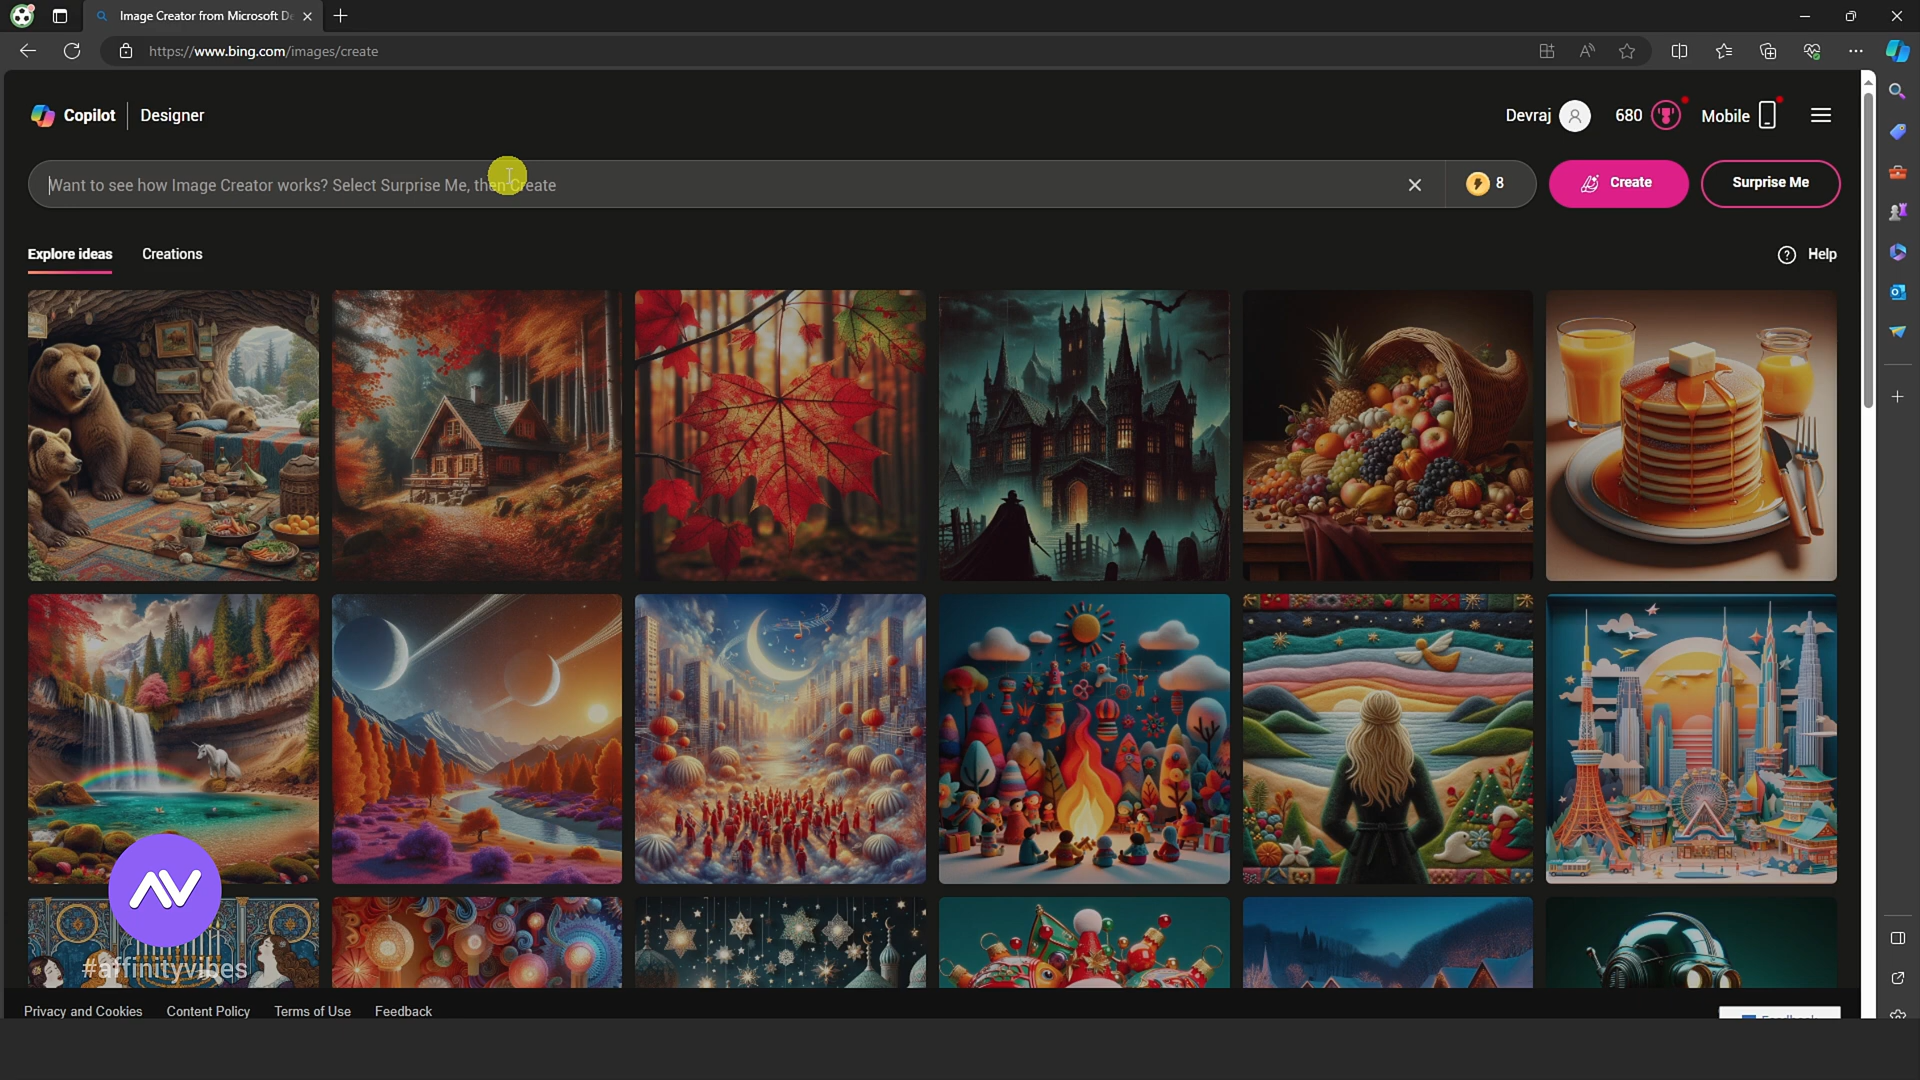 Image Creator from Microsoft De
https://www.bing.com/images/create
Copilot Designer
Devraj 680 Mobile
Want to see how Image Creator works? Select Surprise Me, then Create
8
Create
Surprise Me
Explore ideas
Creations
Help
#affinityvibes
Privacy and Cookies
Content Policy
Terms of Use
Feedback